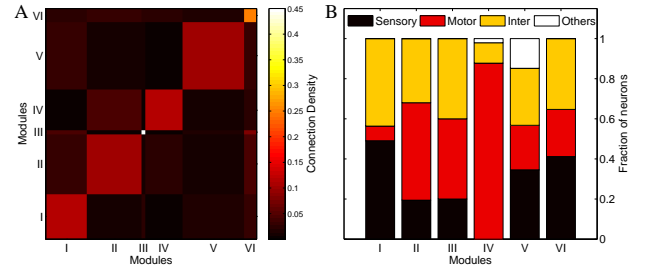 A
B
VI
V
IV
III
II
I
Modules
I II III IV V VI
Modules
0.45
0.4
0.35
0.3
0.25
0.2
0.15
0.1
0.05
Connection Density
Sensory Motor Inter Others
1
0.8
0.6
0.4
0.2
0
Fraction of neurons
I II III IV V VI
Modules